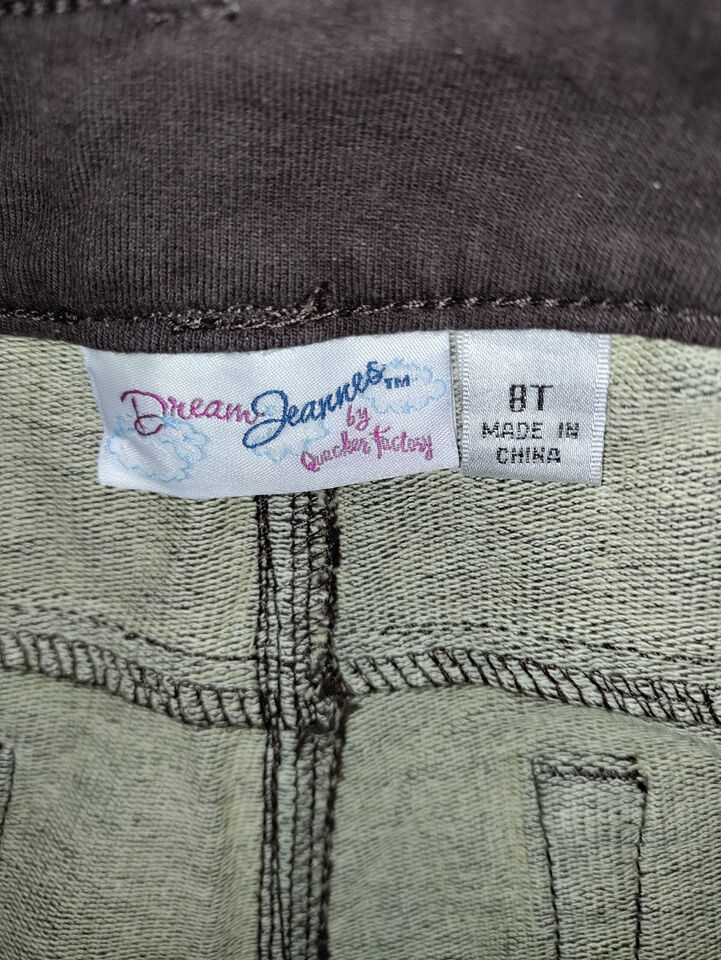 Dream Jeannes™
by
Quacker Factory
8T
MADE IN
CHINA